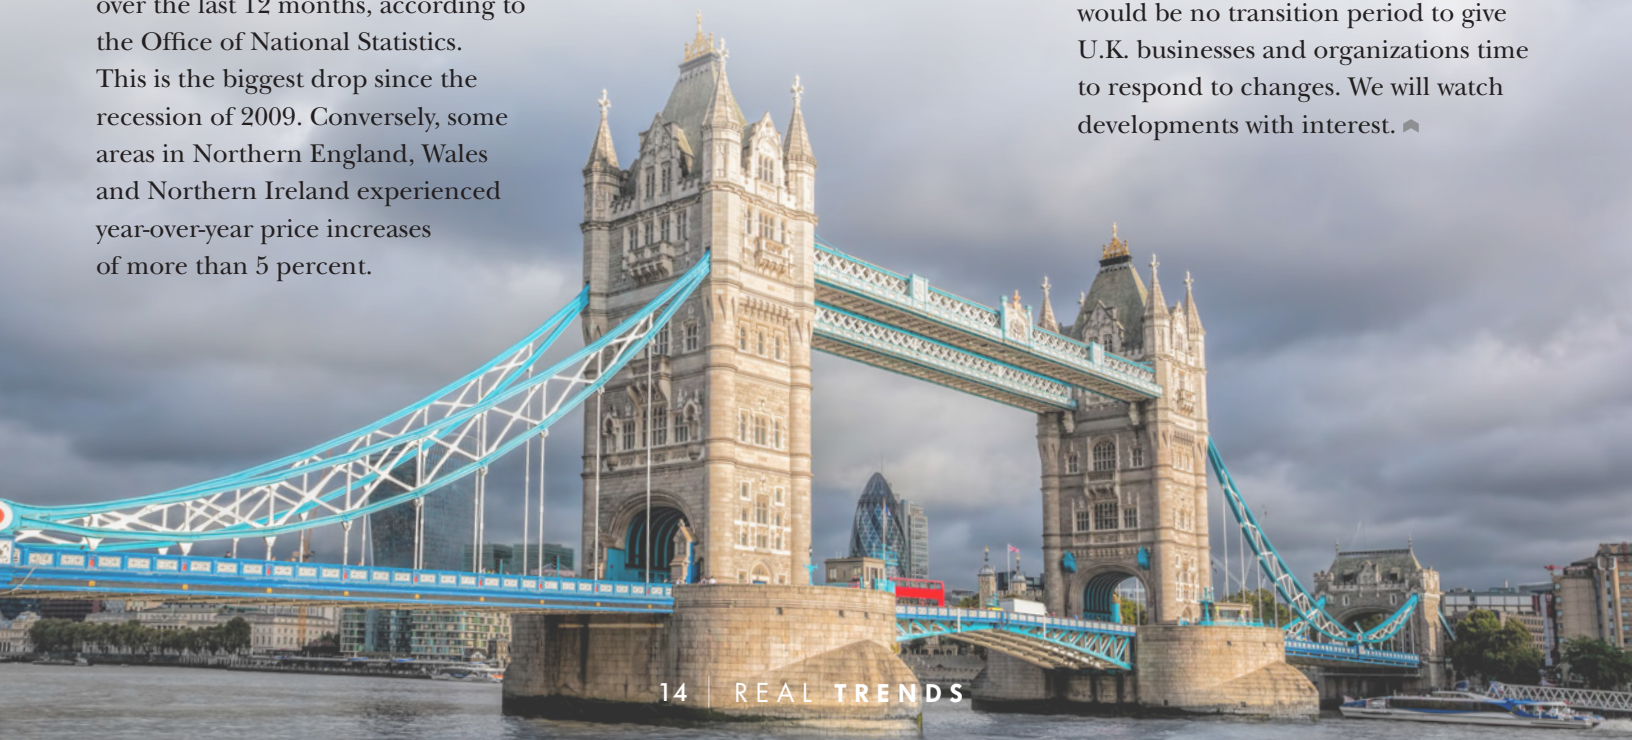 over the last 12 months, according to
the Office of National Statistics.
This is the biggest drop since the
recession of 2009. Conversely, some
areas in Northern England, Wales
and Northern Ireland experienced
year-over-year price increases
of more than 5 percent.
would be no transition period to give
U.K. businesses and organizations time
to respond to changes. We will watch
developments with interest.
14 | REAL TRENDS